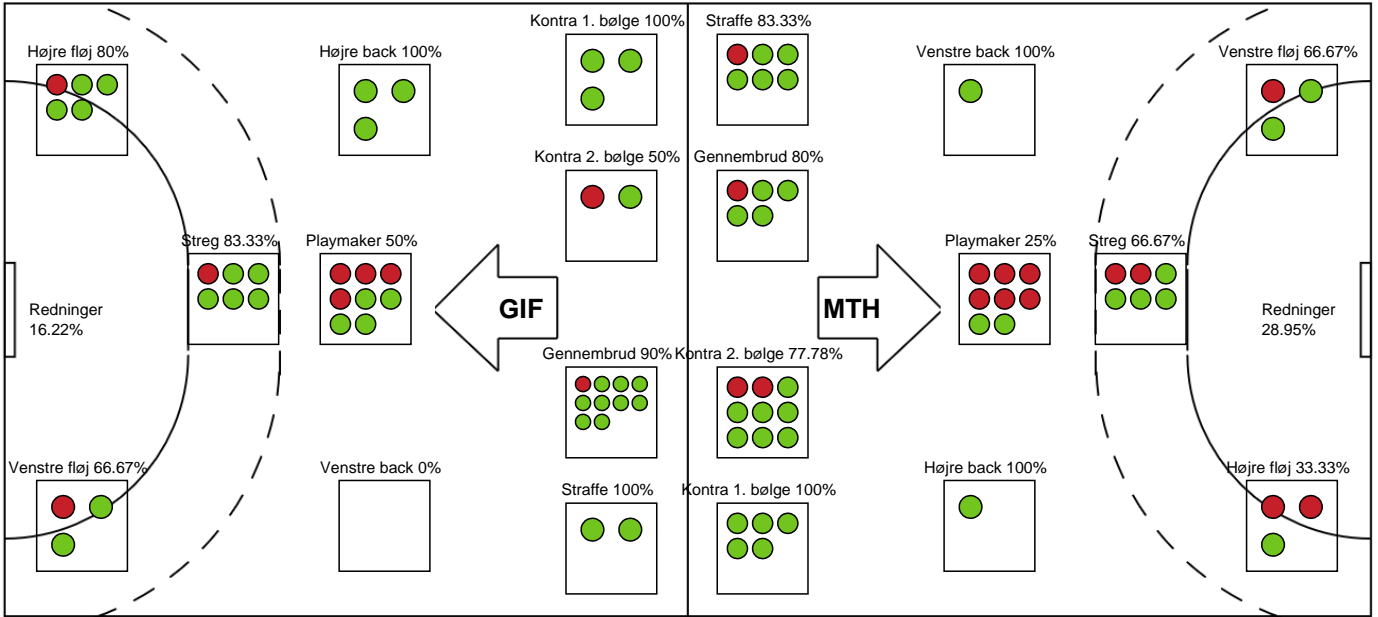 Kontra 1. bølge 100%
Straffe 83.33%
Højre fløj 80%
Højre back 100%
Venstre back 100%
Venstre fløj 66.67%
Kontra 2. bølge 50%
Gennembrud 80%
Streg 83.33%
Playmaker 50%
Playmaker 25%
Streg 66.67%
Redninger
16.22%
GIF
MTH
Redninger
28.95%
Gennembrud 90%
Kontra 2. bølge 77.78%
Venstre fløj 66.67%
Venstre back 0%
Straffe 100%
Kontra 1. bølge 100%
Højre back 100%
Højre fløj 33.33%